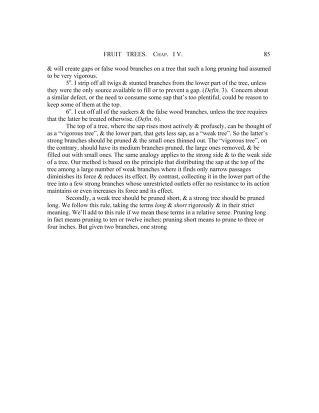 FRUIT TREES. CHAP. IV. 85
& will create gaps or false wood branches on a tree that such a long pruning had assumed
to be very vigorous.
5°. I strip off all twigs & stunted branches from the lower part of the tree, unless
they were the only source available to fill or to prevent a gap. (Defin. 3). Concern about
a similar defect, or the need to consume some sap that's too plentiful, could be reason to
keep some of them at the top.
6°. I cut off all of the suckers & the false wood branches, unless the tree requires
that the latter be treated otherwise. (Defin. 6).
The top of a tree, where the sap rises most actively & profusely, can be thought of
as a "vigorous tree", & the lower part, that gets less sap, as a "weak tree". So the latter's
strong branches should be pruned & the small ones thinned out. The "vigorous tree", on
the contrary, should have its medium branches pruned, the large ones removed, & be
filled out with small ones. The same analogy applies to the strong side & to the weak side
of a tree. Our method is based on the principle that distributing the sap at the top of the
tree among a large number of weak branches where it finds only narrow passages
diminishes its force & reduces its effect. By contrast, collecting it in the lower part of the
tree into a few strong branches whose unrestricted outlets offer no resistance to its action
maintains or even increases its force and its effect.
Secondly, a weak tree should be pruned short, & a strong tree should be pruned
long. We follow this rule, taking the terms long & short rigorously & in their strict
meaning. We'll add to this rule if we mean these terms in a relative sense. Pruning long
in fact means pruning to ten or twelve inches; pruning short means to prune to three or
four inches. But given two branches, one strong